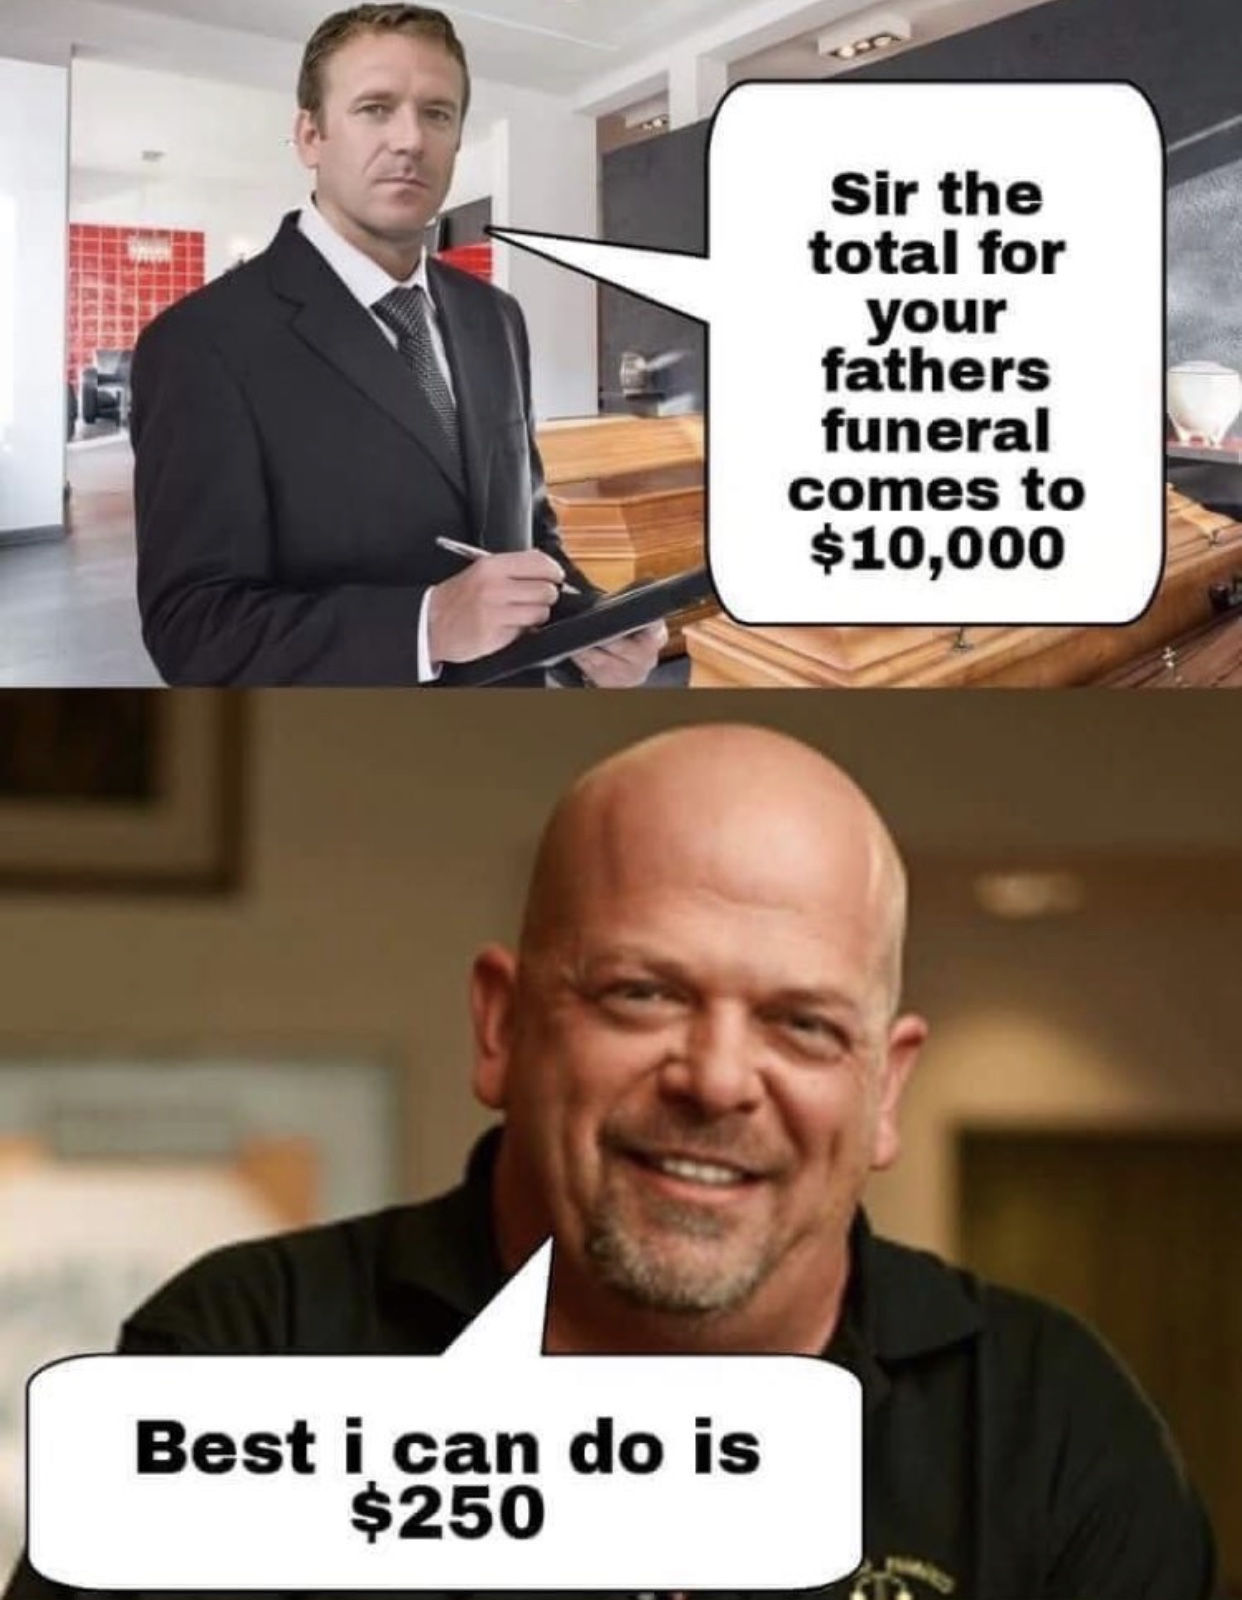 Sir the
total for
your
fathers
funeral
comes to
$10,000
Best i can do is
$250